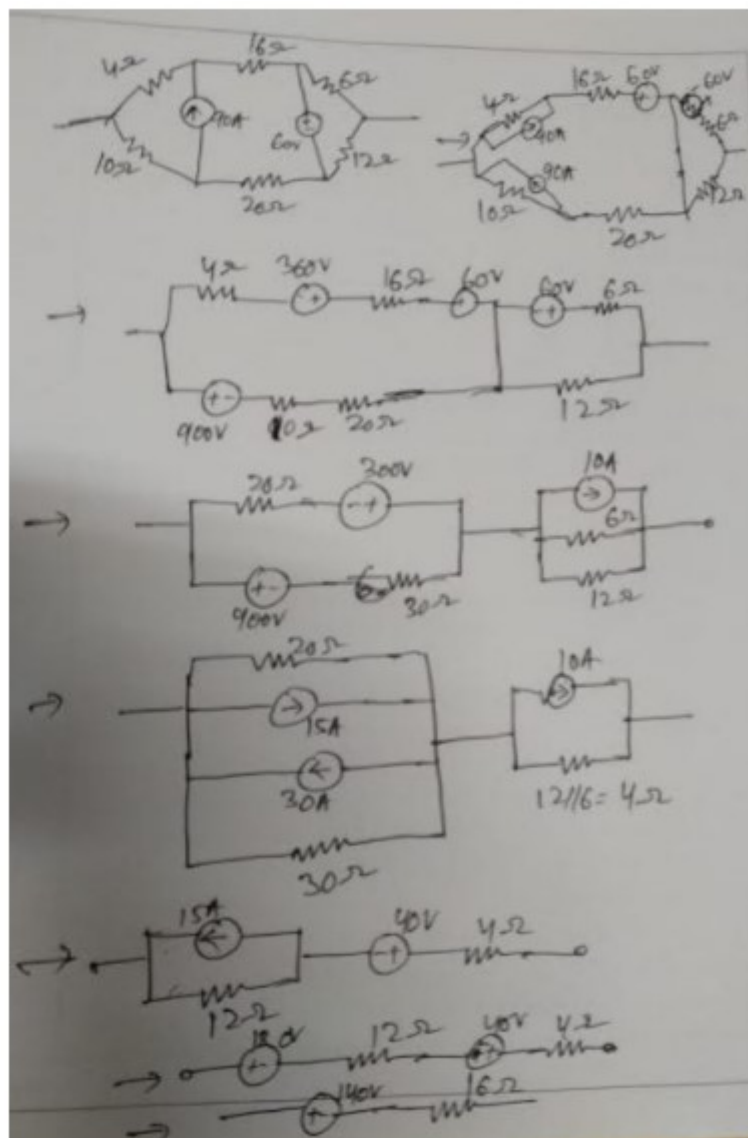 16Ω
4Ω 6Ω 16Ω 60V 60V
90A 60V 4Ω 6Ω
10Ω 12Ω 90A
20Ω 90A
10Ω 12Ω
20Ω
→ 4Ω 360V 16Ω 60V 60V 6Ω
- + - +
+ -
900V 10Ω 20Ω 12Ω
→ 20Ω 300V 10A
- + →
6Ω
+ -
900V 30Ω 12Ω
→ 20Ω 10A
→ →
15A
←
30A 12//6 = 4Ω
30Ω
→ 15A 40V 4Ω
← - +
12Ω
→ 180V 12Ω 40V 4Ω
+ - - +
→ 140V 16Ω
+ -